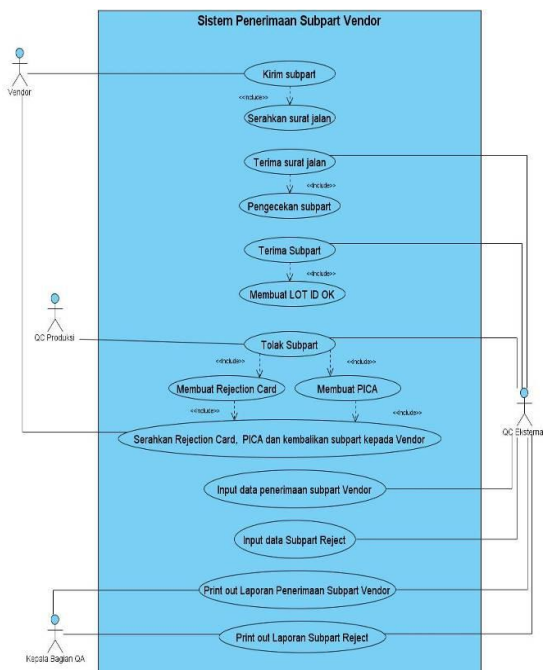 Sistem Penerimaan Subpart Vendor
Vendor
Kirim subpart
<<Include>>
Serahkan surat jalan
Terima surat jalan
<<Include>>
Pengecekan subpart
Terima Subpart
<<Include>>
Membuat LOT ID OK
QC Produksi
Tolak Subpart
<<Include>>
<<Include>>
Membuat Rejection Card
Membuat PICA
<<Include>>
<<Include>>
Serahkan Rejection Card, PICA dan kembalikan subpart kepada Vendor
QC Eksternal
Input data penerimaan subpart Vendor
Input data Subpart Reject
Print out Laporan Penerimaan Subpart Vendor
Print out Laporan Subpart Reject
Kepala Bagian QA